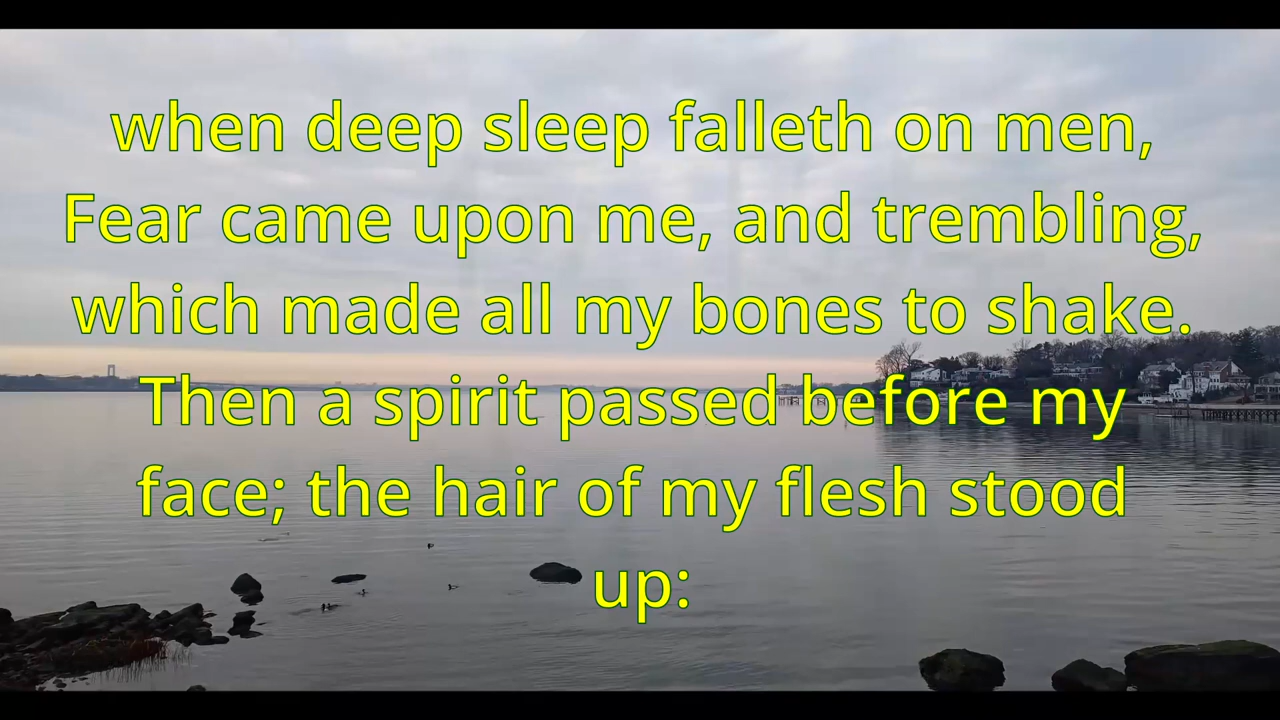 when deep sleep falleth on men,
Fear came upon me, and trembling,
which made all my bones to shake.
Then a spirit passed before my
face; the hair of my flesh stood
up: